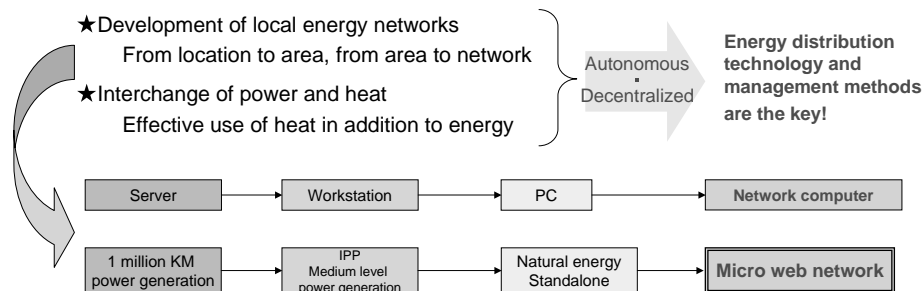 ★Development of local energy networks
From location to area, from area to network
★Interchange of power and heat
Effective use of heat in addition to energy
Autonomous
・
Decentralized
Energy distribution
technology and
management methods
are the key!
Server
Workstation
PC
Network computer
1 million KM
power generation
IPP
Medium level
power generation
Natural energy
Standalone
Micro web network